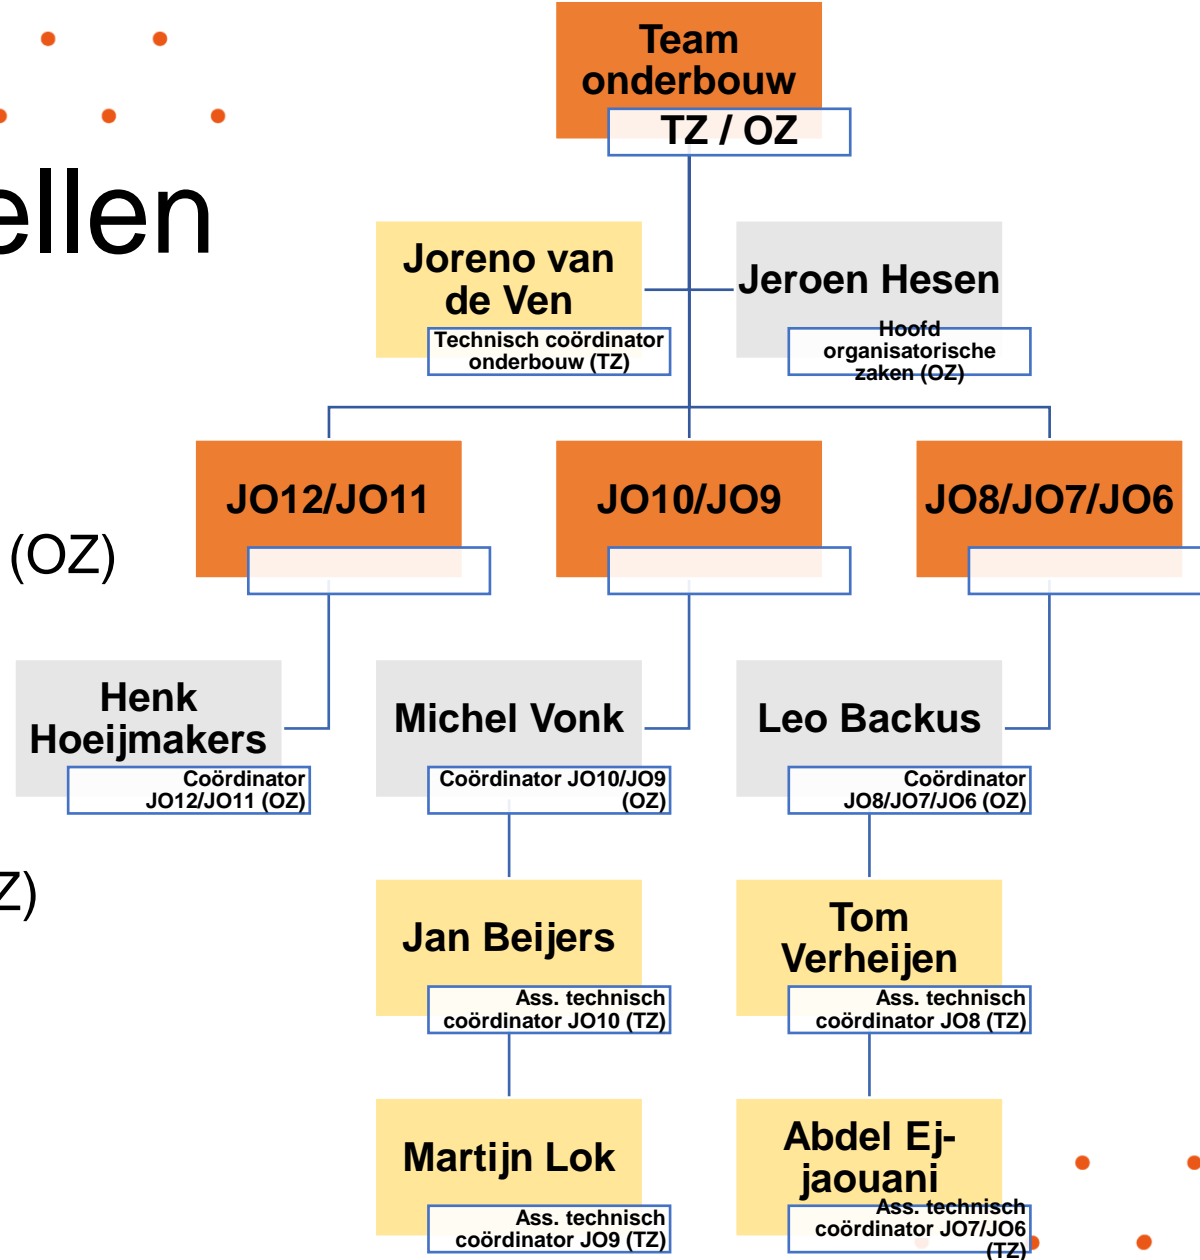 Team
onderbouw
TZ / OZ
ellen
Joreno van
de Ven
Technisch coördinator
onderbouw (TZ)
Jeroen Hesen
Hoofd
organisatorische
zaken (OZ)
JO12/JO11
JO10/JO9
JO8/JO7/JO6
(OZ)
Henk
Hoeijmakers
Coördinator
JO12/JO11 (OZ)
Michel Vonk
Coördinator JO10/JO9
(OZ)
Leo Backus
Coördinator
JO8/JO7/JO6 (OZ)
Z)
Jan Beijers
Ass. technisch
coördinator JO10 (TZ)
Tom
Verheijen
Ass. technisch
coördinator JO8 (TZ)
Martijn Lok
Ass. technisch
coördinator JO9 (TZ)
Abdel Ej-
jaouani
Ass. technisch
coördinator JO7/JO6
(TZ)